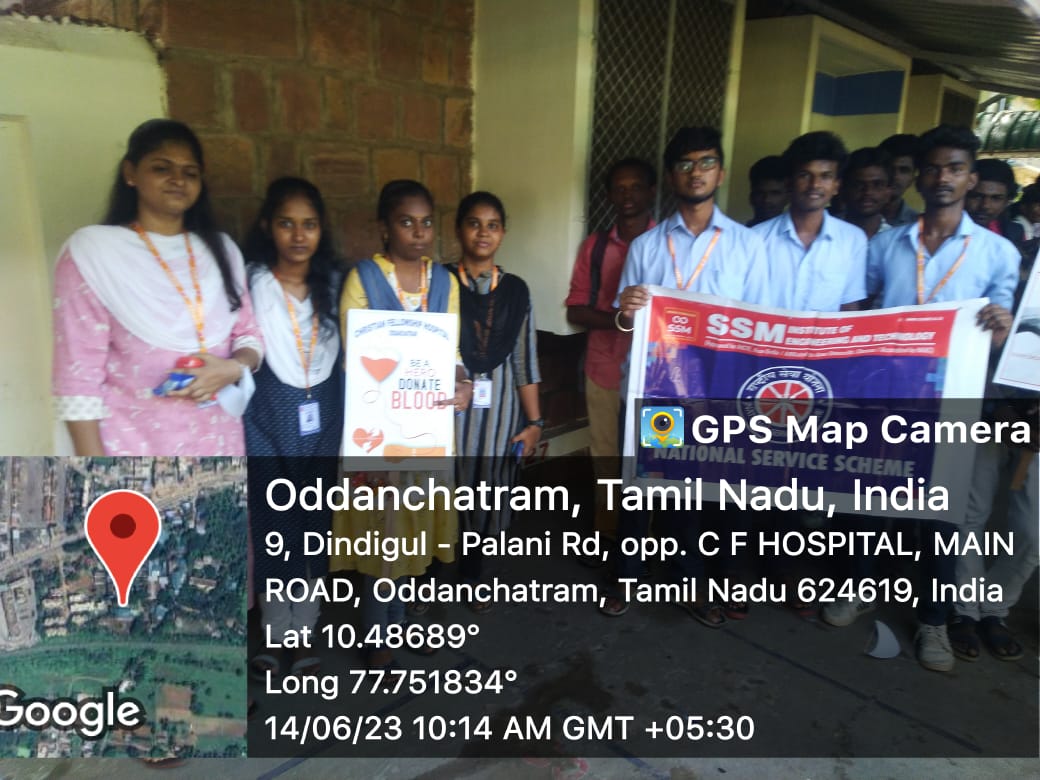 CHRISTIAN FELLOWSHIP HOSPITAL
ODDANCHATRAM
BE A
HERO
DONATE
BLOOD
SSM
SSM INSTITUTE OF
ENGINEERING AND TECHNOLOGY
राष्ट्रीय सेवा योजना
NATIONAL SERVICE SCHEME
GPS Map Camera
Google
Oddanchatram, Tamil Nadu, India
9, Dindigul - Palani Rd, opp. C F HOSPITAL, MAIN
ROAD, Oddanchatram, Tamil Nadu 624619, India
Lat 10.48689°
Long 77.751834°
14/06/23 10:14 AM GMT +05:30